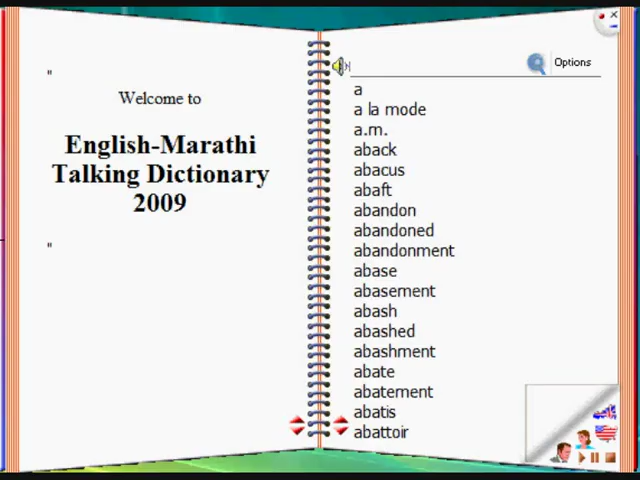 "
Welcome to
English-Marathi
Talking Dictionary
2009
"
Options
a
a la mode
a.m.
aback
abacus
abaft
abandon
abandoned
abandonment
abase
abasement
abash
abashed
abashment
abate
abatement
abatis
abattoir